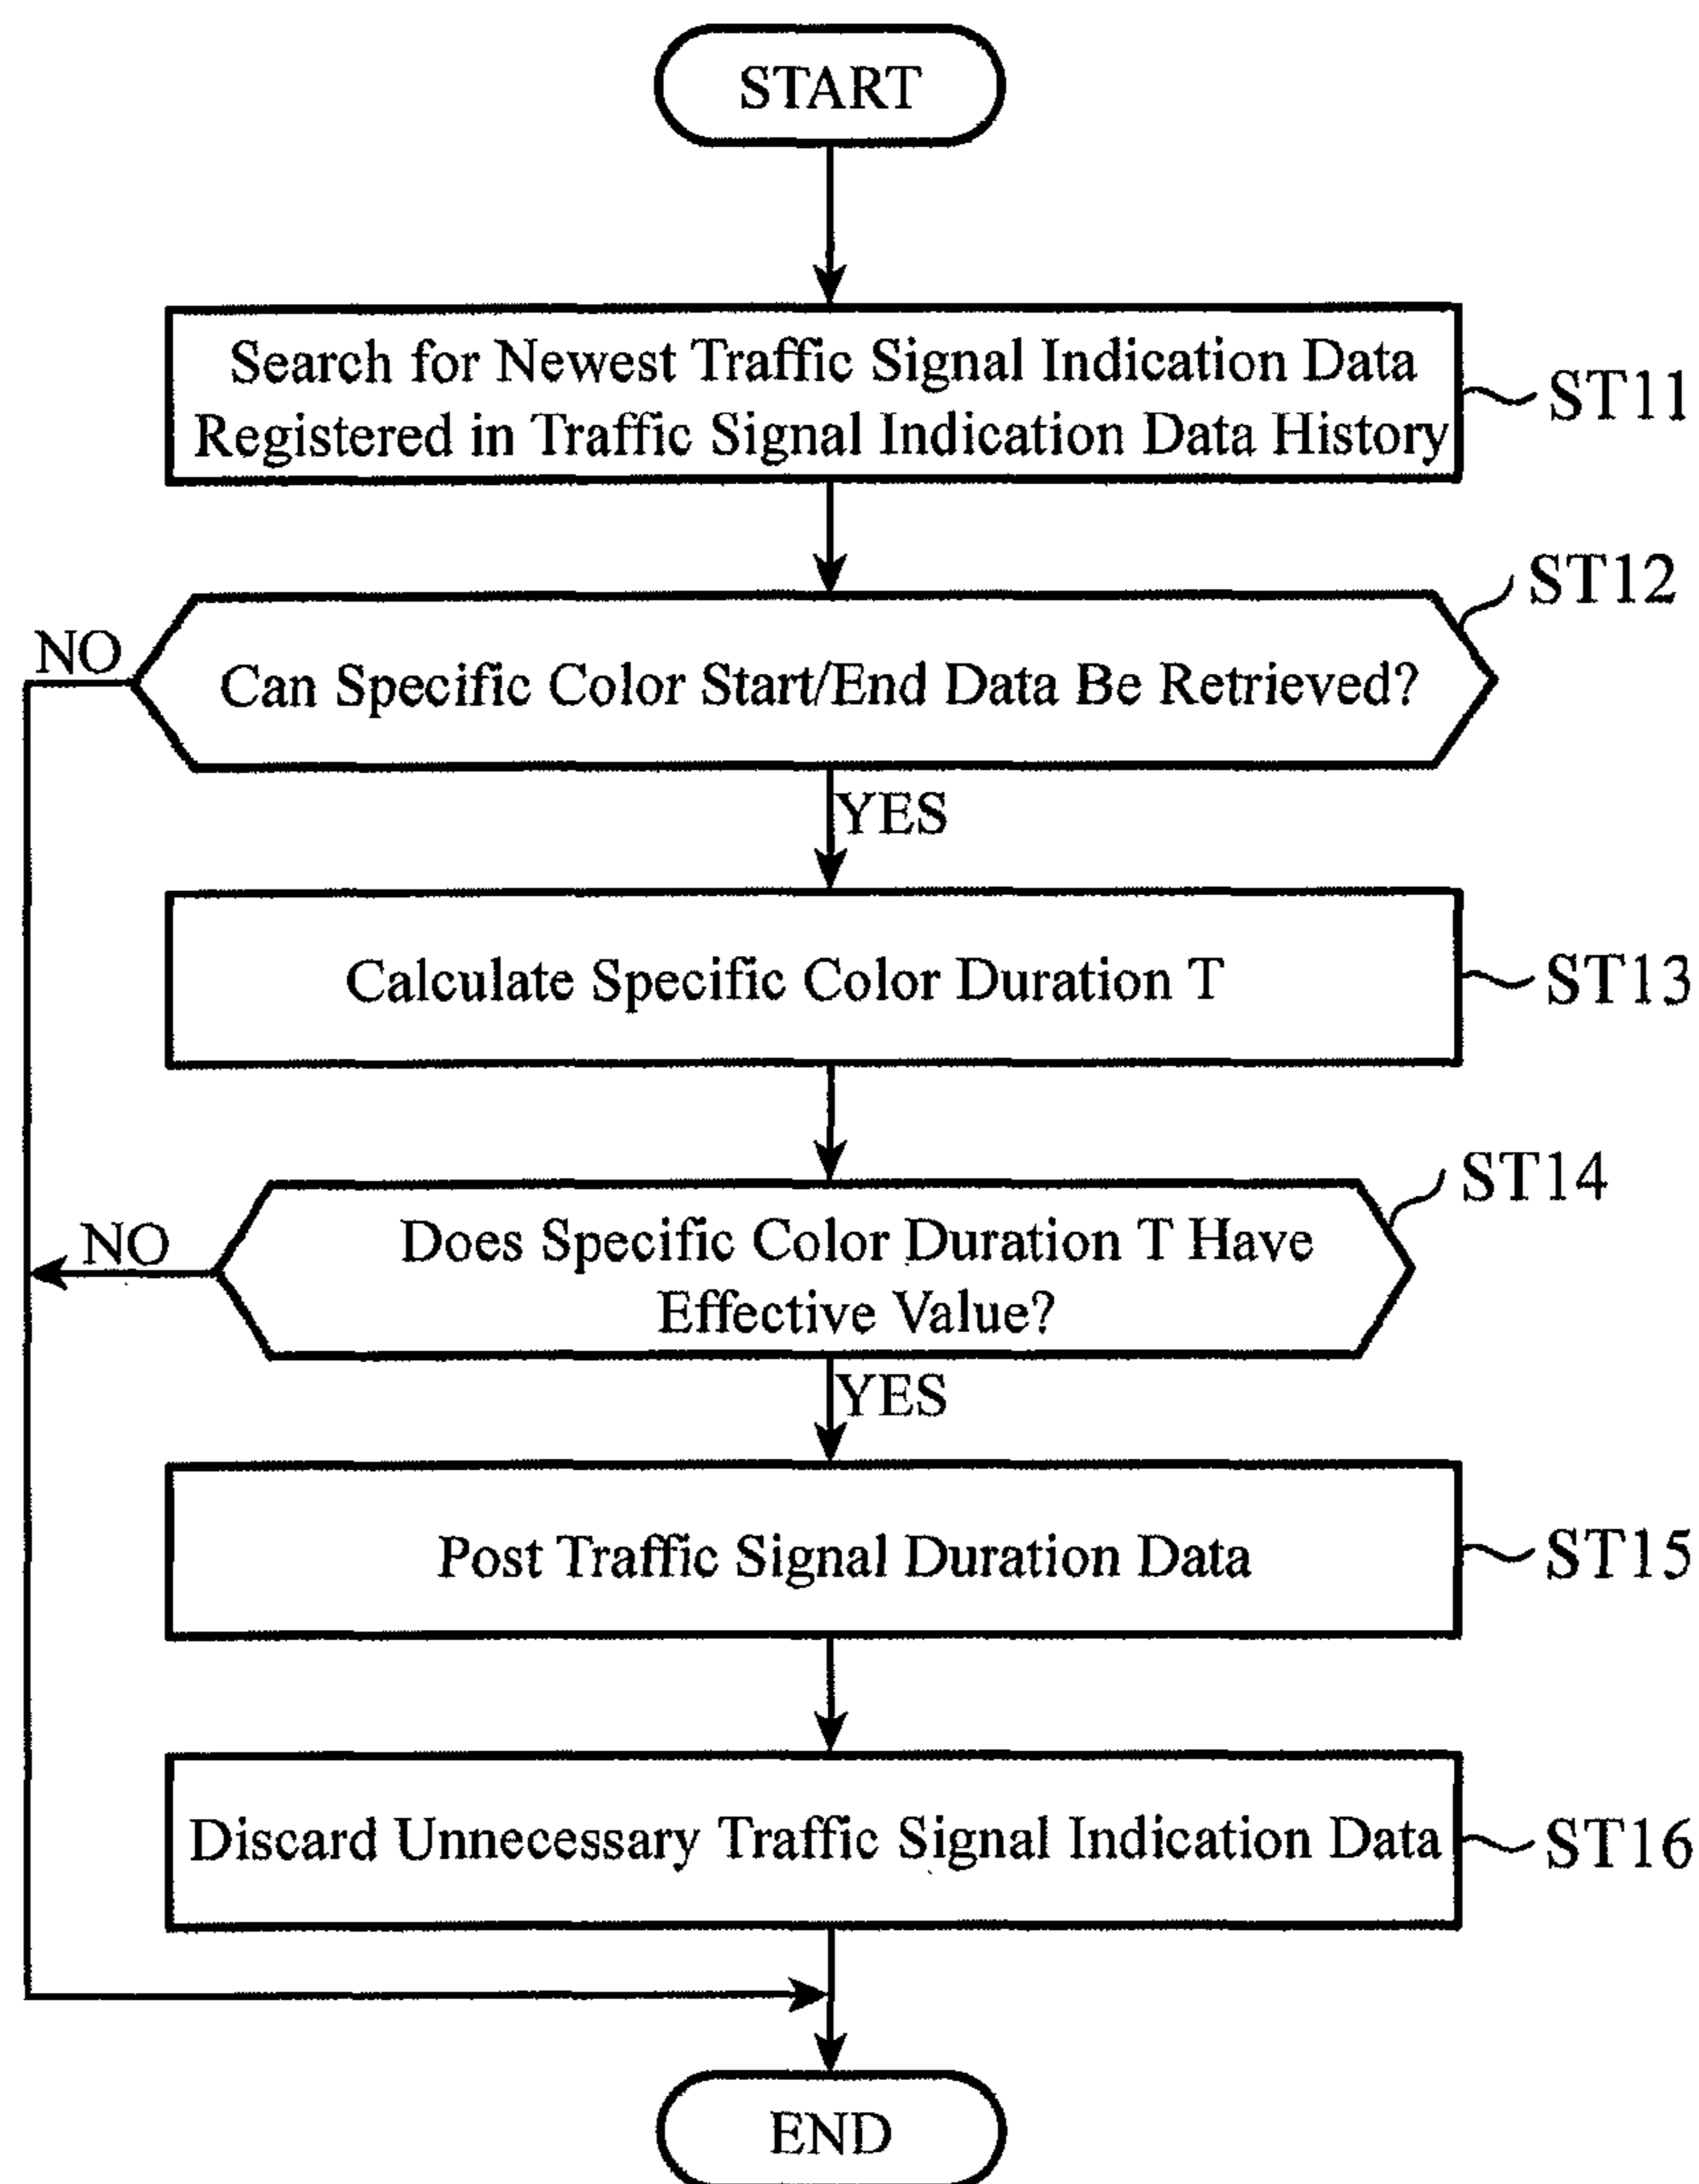 START
Search for Newest Traffic Signal Indication Data
Registered in Traffic Signal Indication Data History
ST11
ST12
NO
Can Specific Color Start/End Data Be Retrieved?
YES
Calculate Specific Color Duration T
ST13
ST14
NO
Does Specific Color Duration T Have
Effective Value?
YES
Post Traffic Signal Duration Data
ST15
Discard Unnecessary Traffic Signal Indication Data
ST16
END